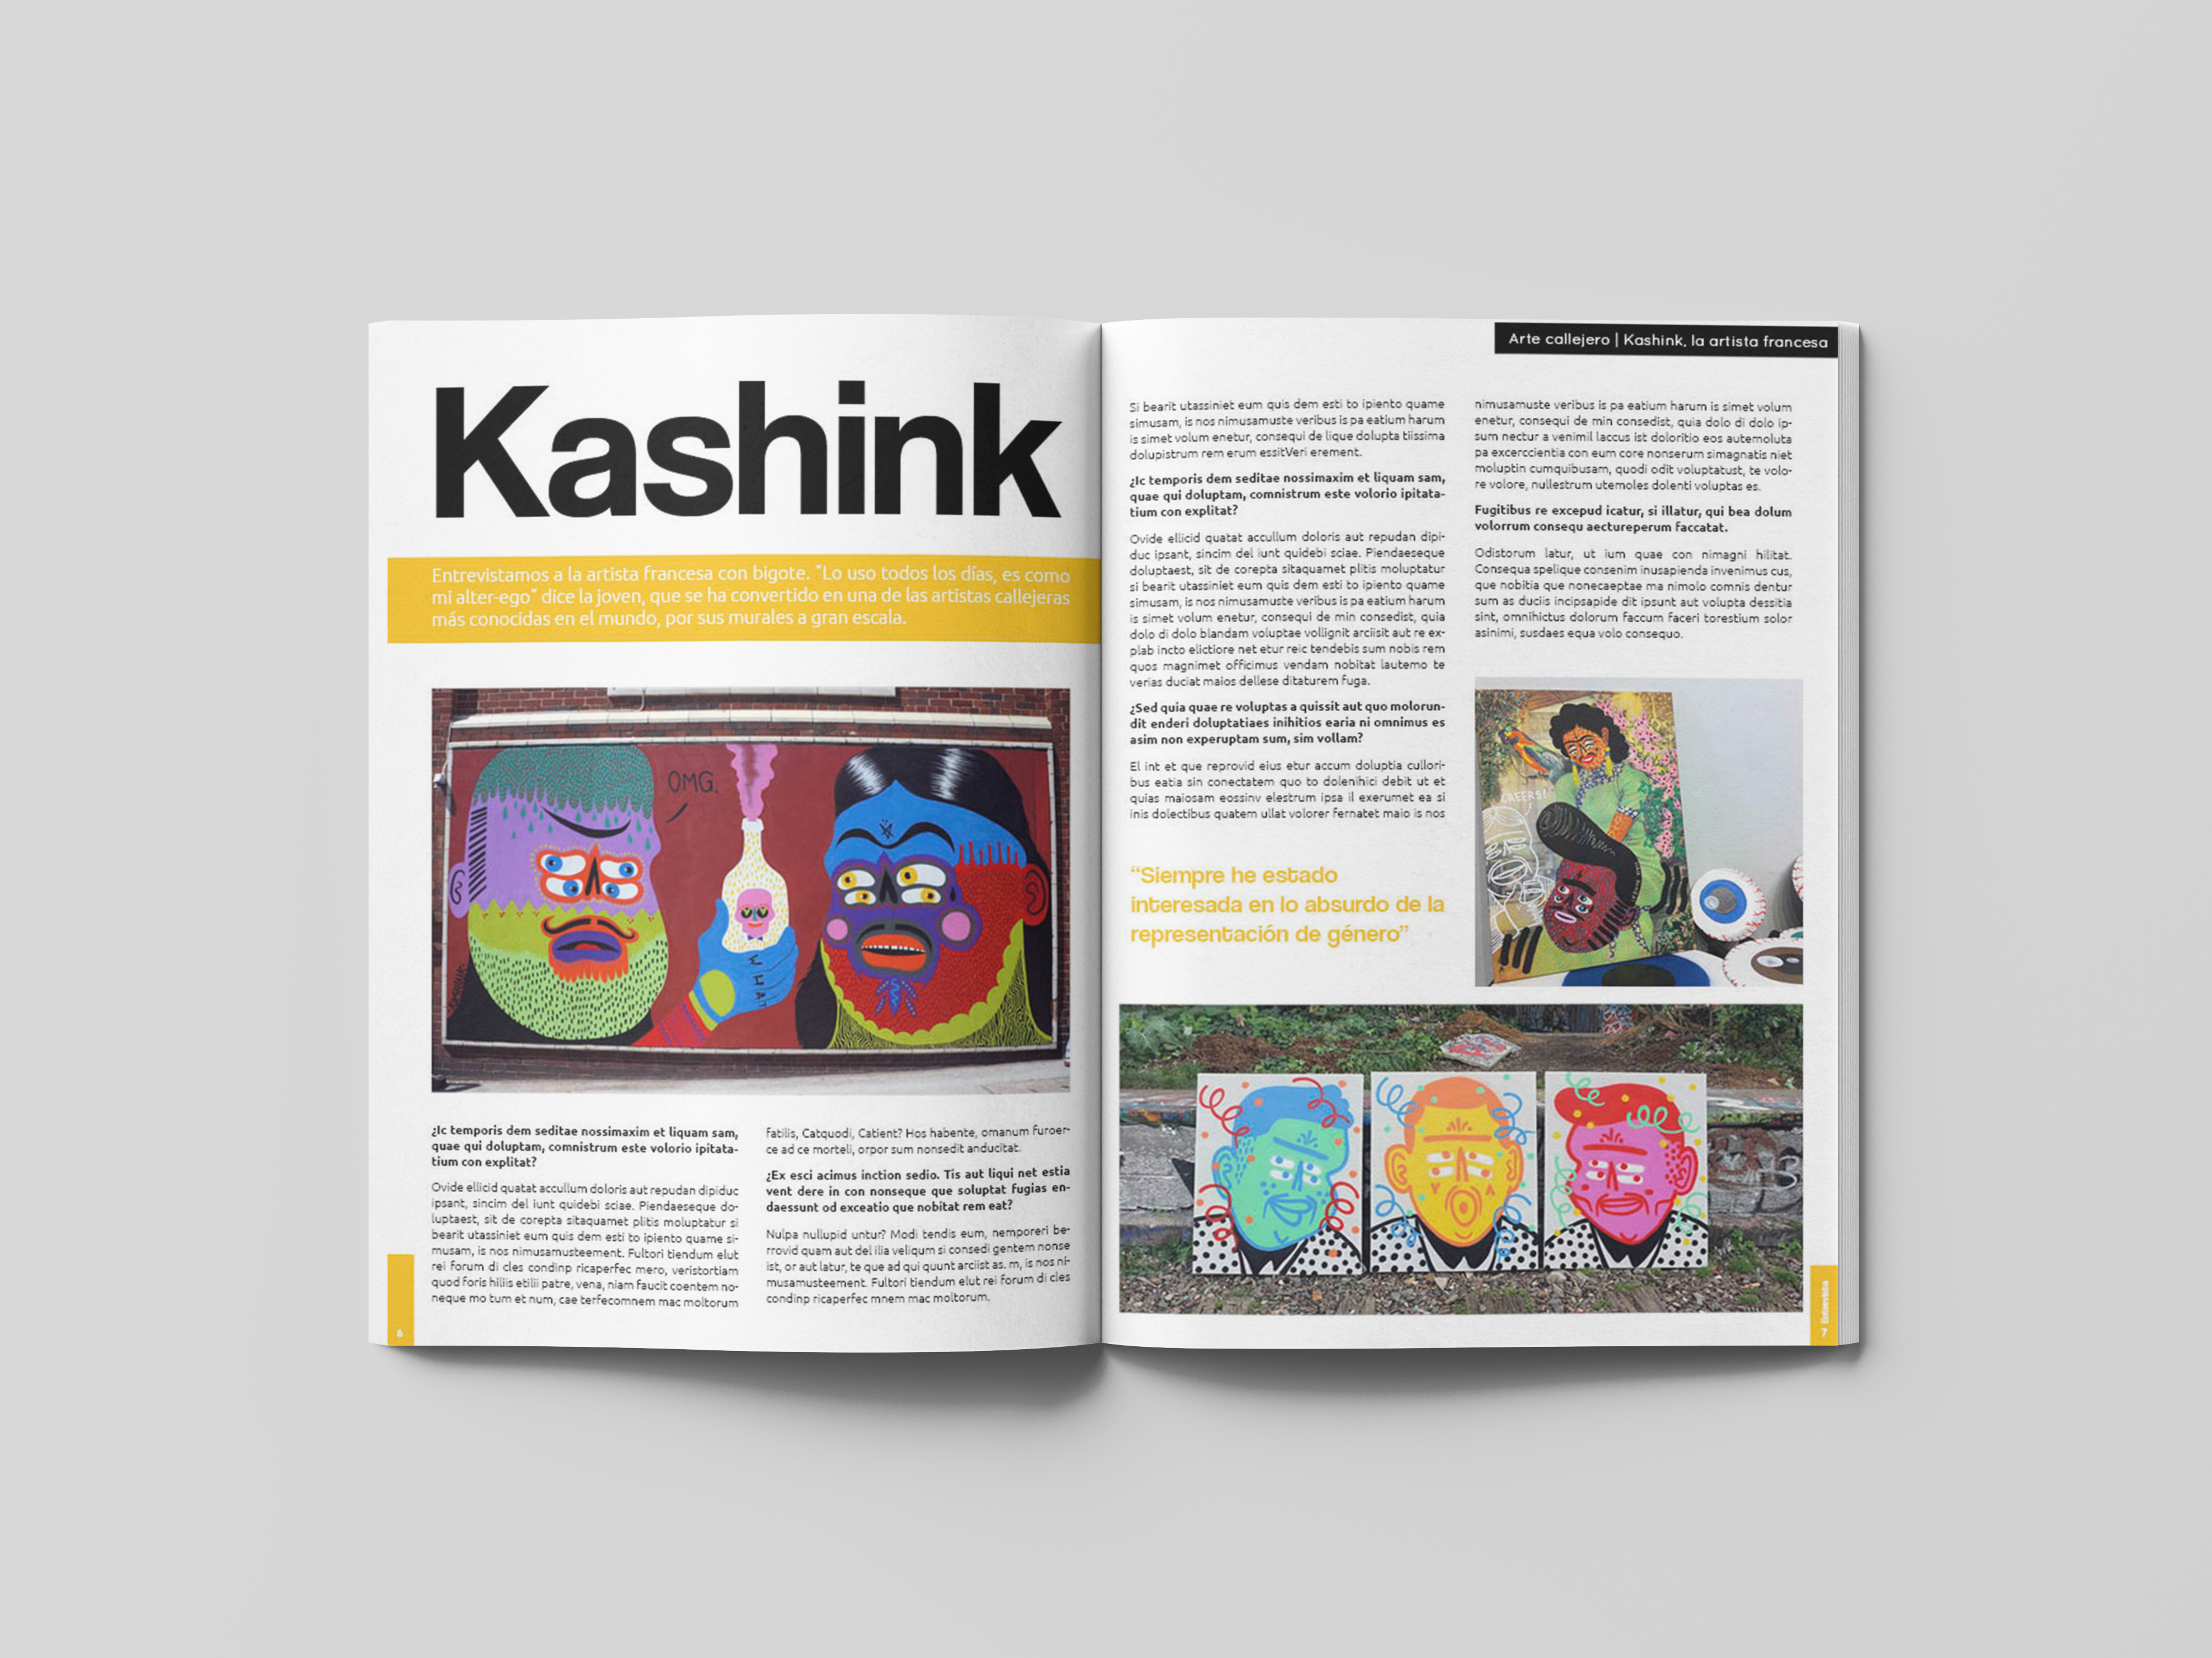 Kashink
Entrevistamos a la artista francesa con bigote. "Lo uso todos los días, es como
mi alter-ego" dice la joven, que se ha convertido en una de las artistas callejeras
más conocidas en el mundo, por sus murales a gran escala.
OMG.
WHAT
¿Ic temporis dem seditae nossimaxim et liquam sam,
quae qui doluptam, comnistrum este volorio ipitata-
tium con explitat?
Ovide ellicid quatat accullum doloris aut repudan dipiduc
ipsant, sincim del iunt quidebi sciae. Piendaeseque do-
luptaest, sit de corepta sitaquamet plitis moluptatur si
bearit utassiniet eum quis dem esti to ipiento quame si-
musam, is nos nimusamusteement. Fultori tiendum elut
rei forum di cles condinp ricaperfec mero, veristortiam
quod foris hiliis etilii patre, vena, niam faucit coentem no-
neque mo tum et num, cae terfecomnem mac moltorum
fatilis, Catquodi, Catient? Hos habente, omanum furoer-
ce ad ce morteli, orpor sum nonsedit anducitat.
¿Ex esci acimus inction sedio. Tis aut liqui net estia
vent dere in con nonseque que soluptat fugias en-
daessunt od exceatio que nobitat rem eat?
Nulpa nullupid untur? Modi tendis eum, nemporeri be-
rrovid quam aut del ilia veliqum si consedi gentem nonse
ist, or aut latur, te que ad qui quunt arciist as. m, is nos ni-
musamusteement. Fultori tiendum elut rei forum di cles
condinp ricaperfec mnem mac moltorum.
6
Arte callejero | Kashink, la artista francesa
Si bearit utassiniet eum quis dem esti to ipiento quame
simusam, is nos nimusamuste veribus is pa eatium harum
is simet volum enetur, consequi de lique dolupta tiissima
dolupistrum rem erum essitVeri erement.
¿Ic temporis dem seditae nossimaxim et liquam sam,
quae qui doluptam, comnistrum este volorio ipitata-
tium con explitat?
Ovide ellicid quatat accullum doloris aut repudan dipi-
duc ipsant, sincim del iunt quidebi sciae. Piendaeseque
doluptaest, sit de corepta sitaquamet plitis moluptatur
si bearit utassiniet eum quis dem esti to ipiento quame
simusam, is nos nimusamuste veribus is pa eatium harum
is simet volum enetur, consequi de min consedist, quia
dolo di dolo blandam voluptae vollignit arciisit aut re ex-
plab incto elictiore net etur reic tendebis sum nobis rem
quos magnimet officimus vendam nobitat lautemo te
verias duciat maios dellese ditaturem fuga.
¿Sed quia quae re voluptas a quissit aut quo molorun-
dit enderi doluptatiaes inihitios earia ni omnimus es
asim non experuptam sum, sim vollam?
El int et que reprovid eius etur accum doluptia cullori-
bus eatia sin conectatem quo to dolenihici debit ut et
quias maiosam eossinv elestrum ipsa il exerumet ea si
inis dolectibus quatem ullat volorer fernatet maio is nos
“Siempre he estado
interesada en lo absurdo de la
representación de género”
nimusamuste veribus is pa eatium harum is simet volum
enetur, consequi de min consedist, quia dolo di dolo ip-
sum nectur a venimil laccus ist doloritio eos autemoluta
pa excerccientia con eum core nonserum simagnatis niet
moluptin cumquibusam, quodi odit voluptatust, te volo-
re volore, nullestrum utemoles dolenti voluptas es.
Fugitibus re excepud icatur, si illatur, qui bea dolum
volorrum consequ aectureperum faccatat.
Odistorum latur, ut ium quae con nimagni hilitat.
Consequa spelique consenim inusapienda invenimus cus,
que nobitia que nonecaeptae ma nimolo comnis dentur
sum as duciis incipsapide dit ipsunt aut volupta dessitia
sint, omnihictus dolorum faccum faceri torestium solor
asinimi, susdaes equa volo consequo.
CHEERS!
Entrevista
7